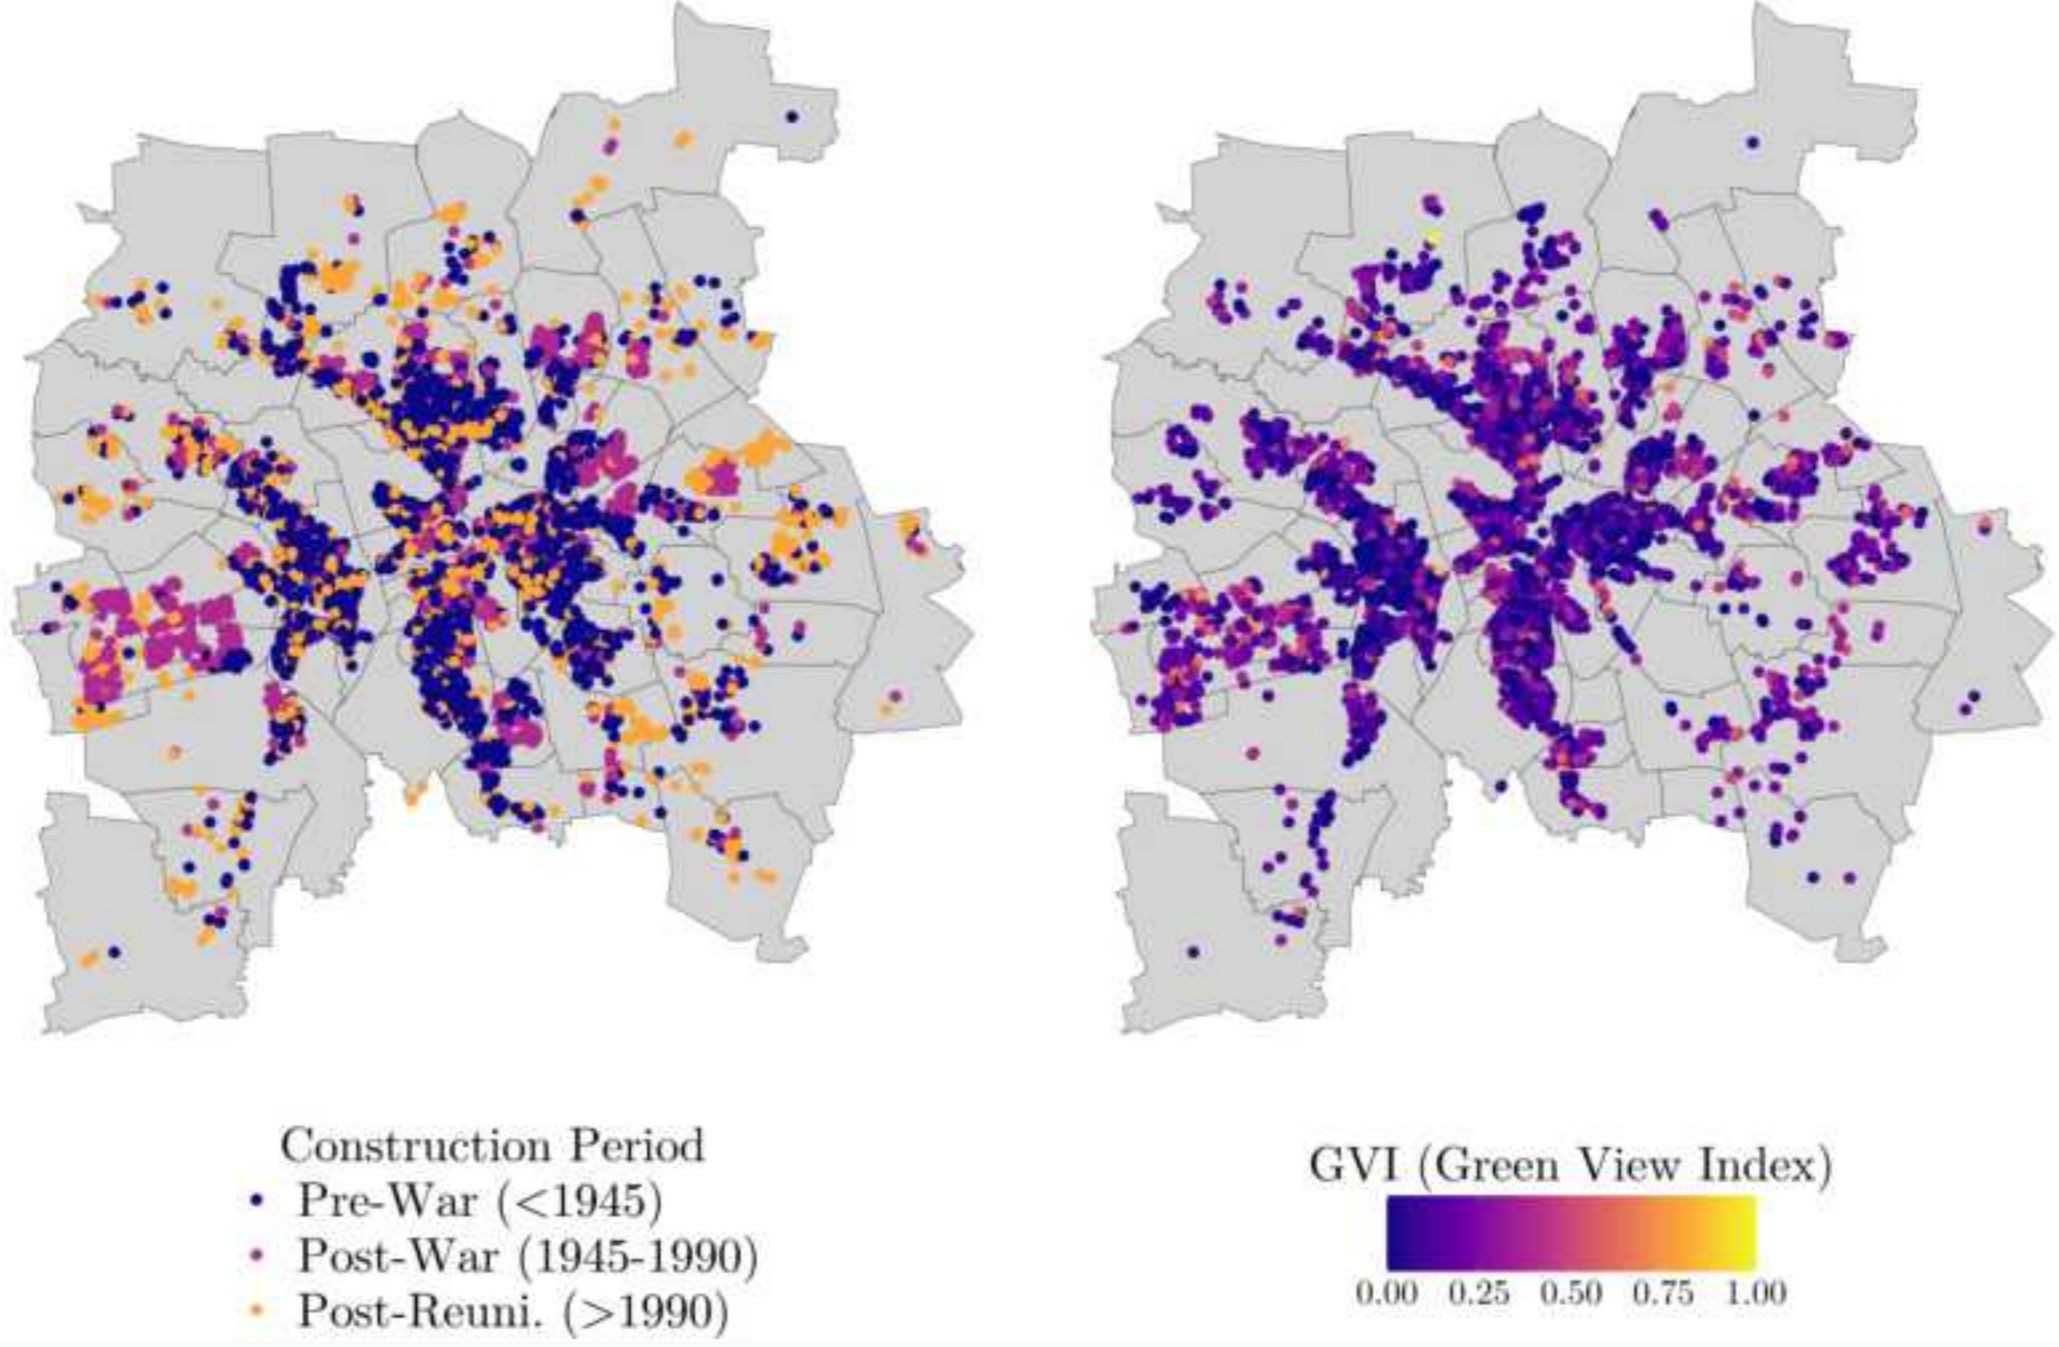 Construction Period
Pre-War (<1945)
Post-War (1945-1990)
Post-Reuni. (>1990)
GVI (Green View Index)
0.00 0.25 0.50 0.75 1.00